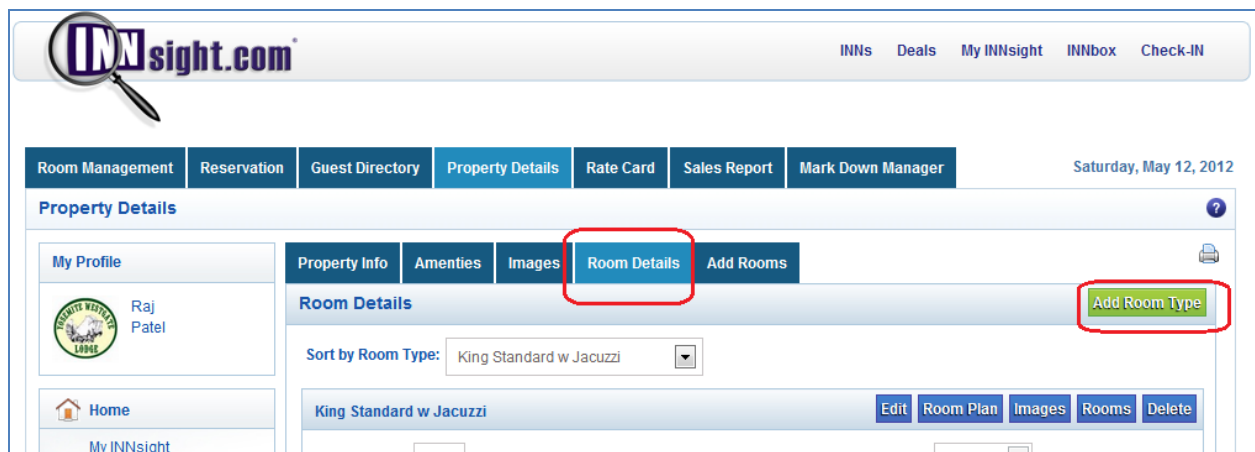 INNsight.com
INNs Deals My INNsight INNbox Check-IN
Room Management Reservation Guest Directory Property Details Rate Card Sales Report Mark Down Manager Saturday, May 12, 2012
Property Details ?
My Profile
Property Info Amenties Images Room Details Add Rooms
Raj
Patel
YOSEMITE WESTGATE
LODGE
Room Details Add Room Type
Sort by Room Type: King Standard w Jacuzzi
Home
King Standard w Jacuzzi Edit Room Plan Images Rooms Delete
My INNsight